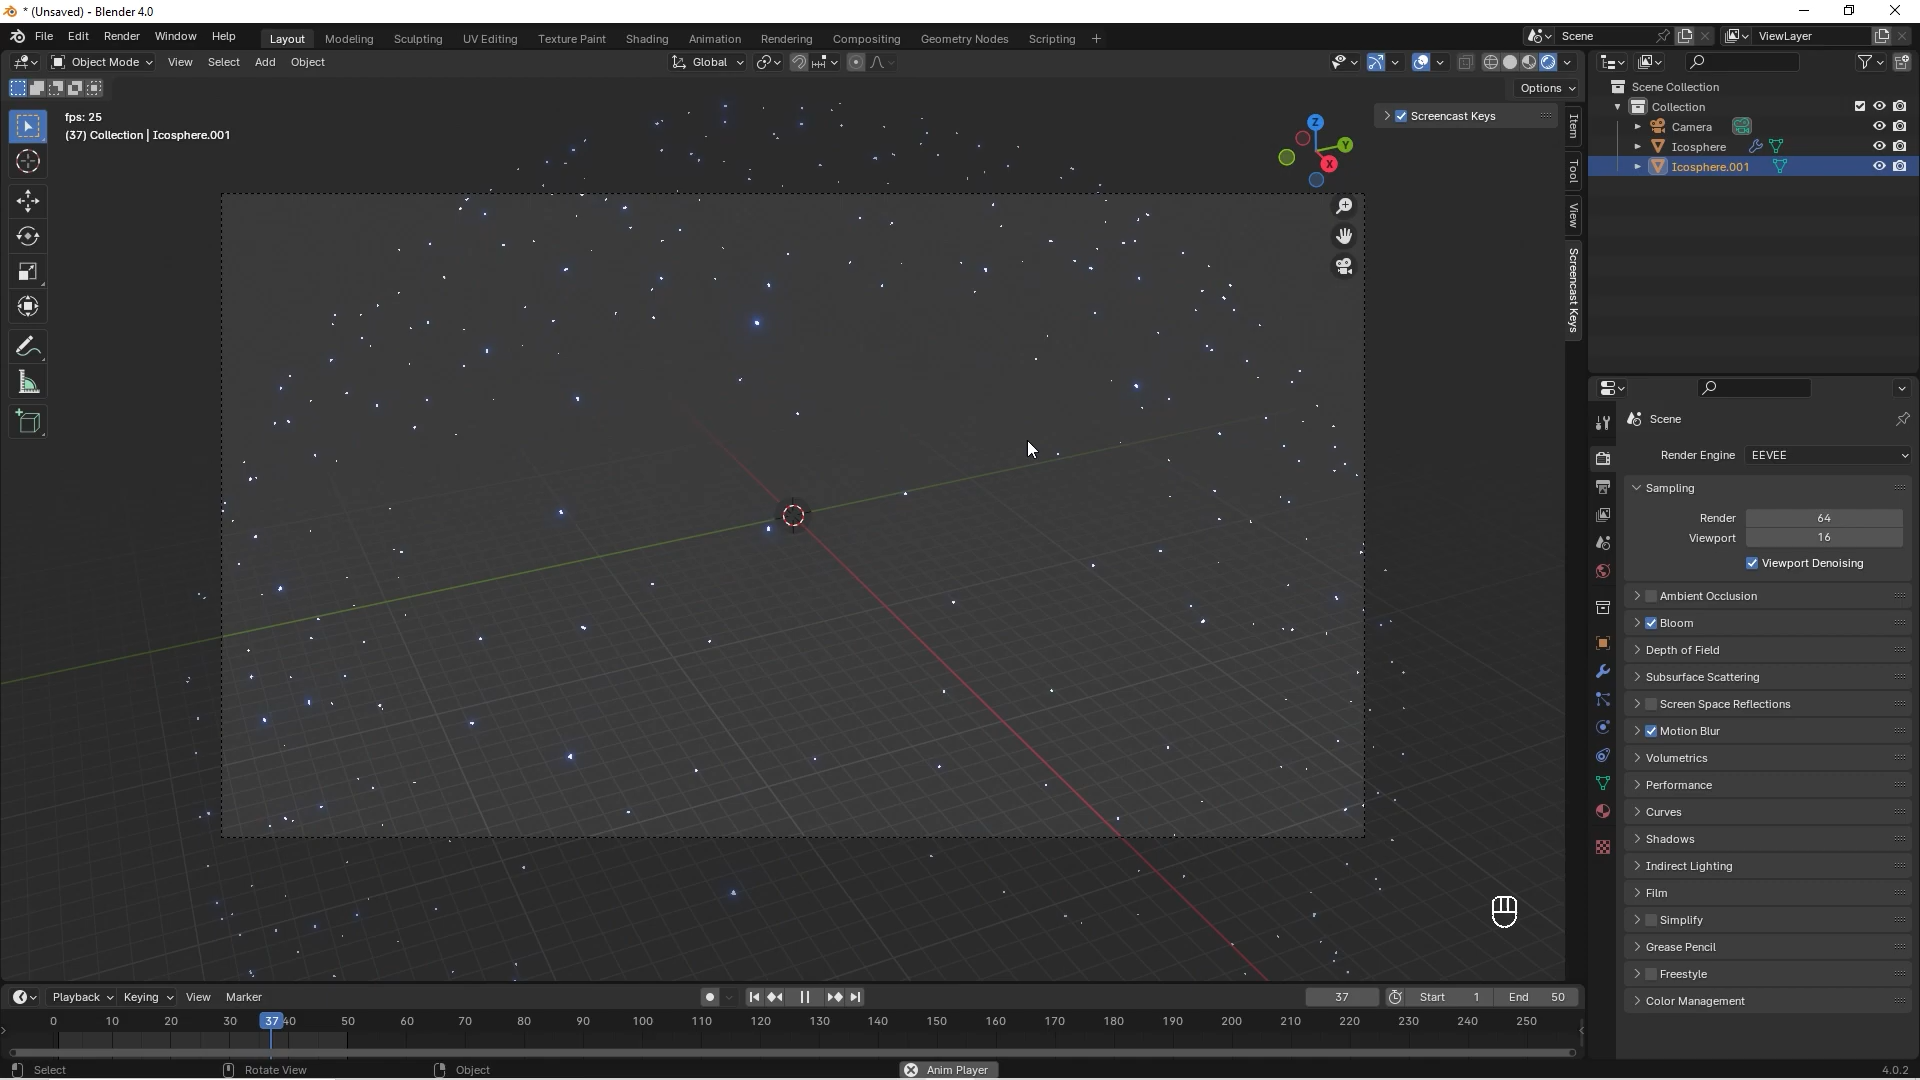 * (Unsaved) - Blender 4.0
File Edit Render Window Help
Layout Modeling Sculpting UV Editing Texture Paint Shading Animation Rendering Compositing Geometry Nodes Scripting +
Scene
ViewLayer
Object Mode View Select Add Object
Global
Options
fps: 25
(37) Collection | Icosphere.001
Screencast Keys
Z
Y
X
Item
Tool
View
Screencast Keys
Scene Collection
Collection
Camera
Icosphere
Icosphere.001
Scene
Render Engine EEVEE
Sampling
Render 64
Viewport 16
Viewport Denoising
Ambient Occlusion
Bloom
Depth of Field
Subsurface Scattering
Screen Space Reflections
Motion Blur
Volumetrics
Performance
Curves
Shadows
Indirect Lighting
Film
Simplify
Grease Pencil
Freestyle
Color Management
Playback Keying View Marker
37 Start 1 End 50
0 10 20 30 37 40 50 60 70 80 90 100 110 120 130 140 150 160 170 180 190 200 210 220 230 240 250
Select Rotate View Object Anim Player 4.0.2